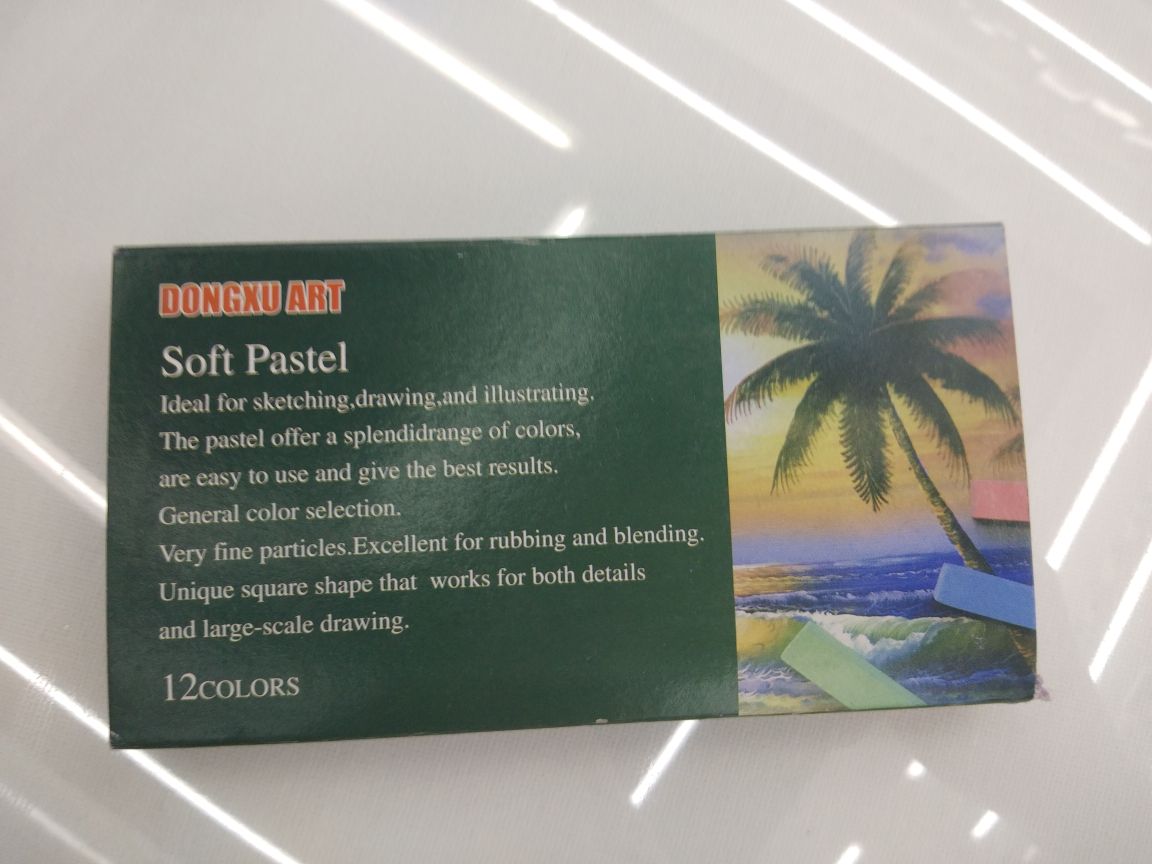 DONGXU ART
Soft Pastel
Ideal for sketching,drawing,and illustrating.
The pastel offer a splendidrange of colors,
are easy to use and give the best results.
General color selection.
Very fine particles.Excellent for rubbing and blending.
Unique square shape that works for both details
and large-scale drawing.
12COLORS